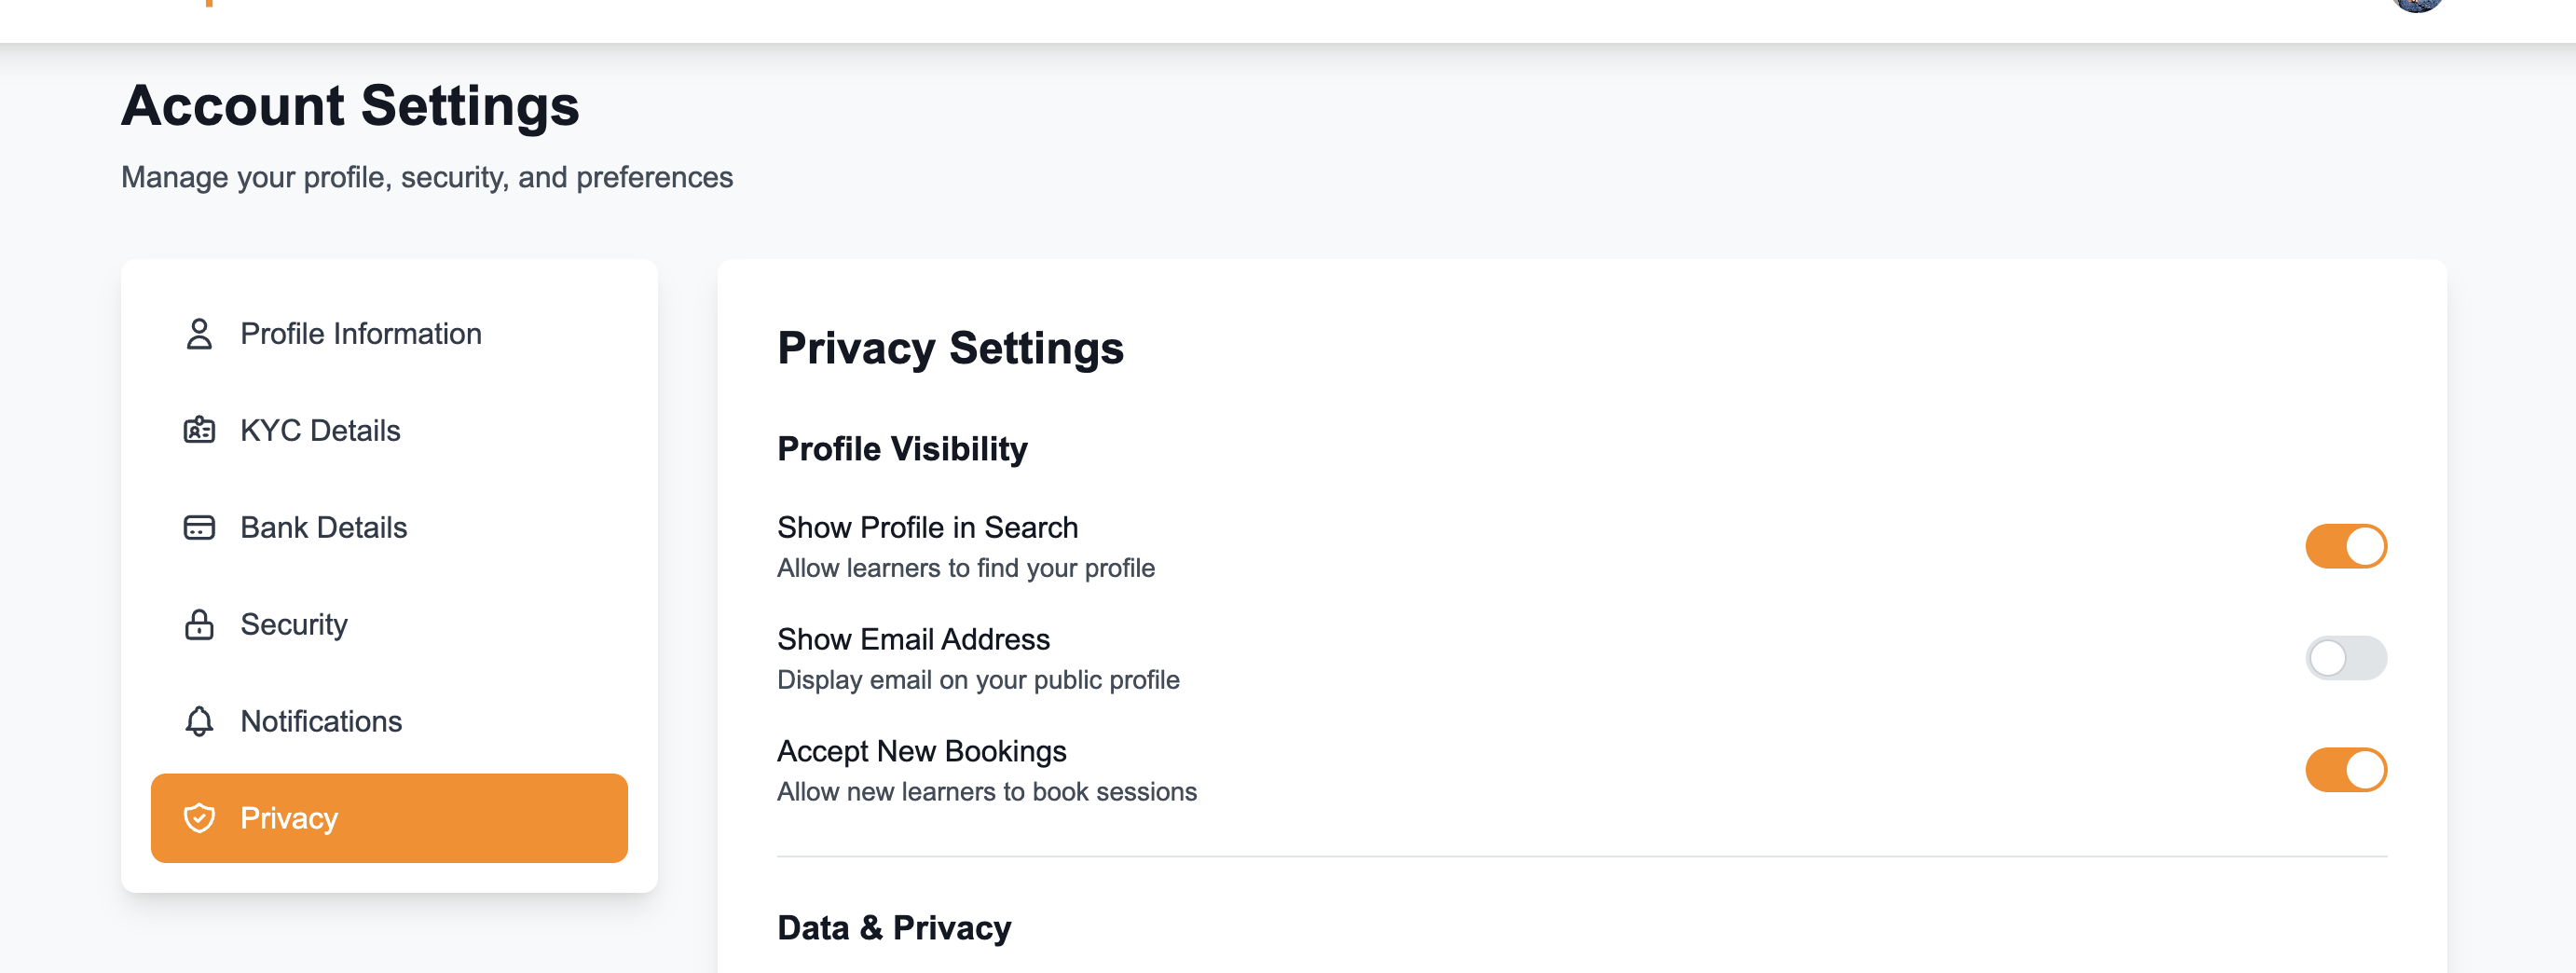 Account Settings
Manage your profile, security, and preferences
Profile Information
KYC Details
Bank Details
Security
Notifications
Privacy
Privacy Settings
Profile Visibility
Show Profile in Search
Allow learners to find your profile
Show Email Address
Display email on your public profile
Accept New Bookings
Allow new learners to book sessions
Data & Privacy